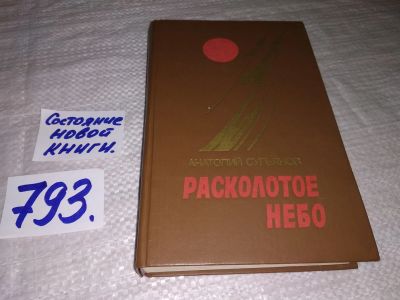 Состояние
новой
книги.
793.
АНАТОЛИЙ СУЛЬЯНОВ
РАСКОЛОТОЕ
НЕБО